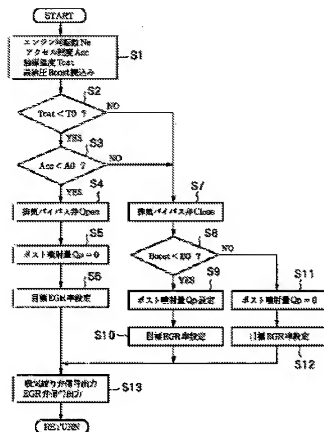 START
エンジン回転数Ne
アクセル開度Acc
触媒温度Tcat
過給圧Boost読込み
S1
S2
Tcat<T0 ?
NO
YES
S3
Acc<A0 ?
NO
YES
S4
排気バイパス弁Open
S7
排気バイパス弁Close
S5
ポスト噴射量Qp=0
S8
Boost<B0 ?
NO
YES
S6
目標EGR率設定
S9
ポスト噴射量Qp設定
S11
ポスト噴射量Qp=0
S10
目標EGR率設定
目標EGR率設定
S12
吸気絞り弁信号出力
EGR弁信号出力
S13
RETURN